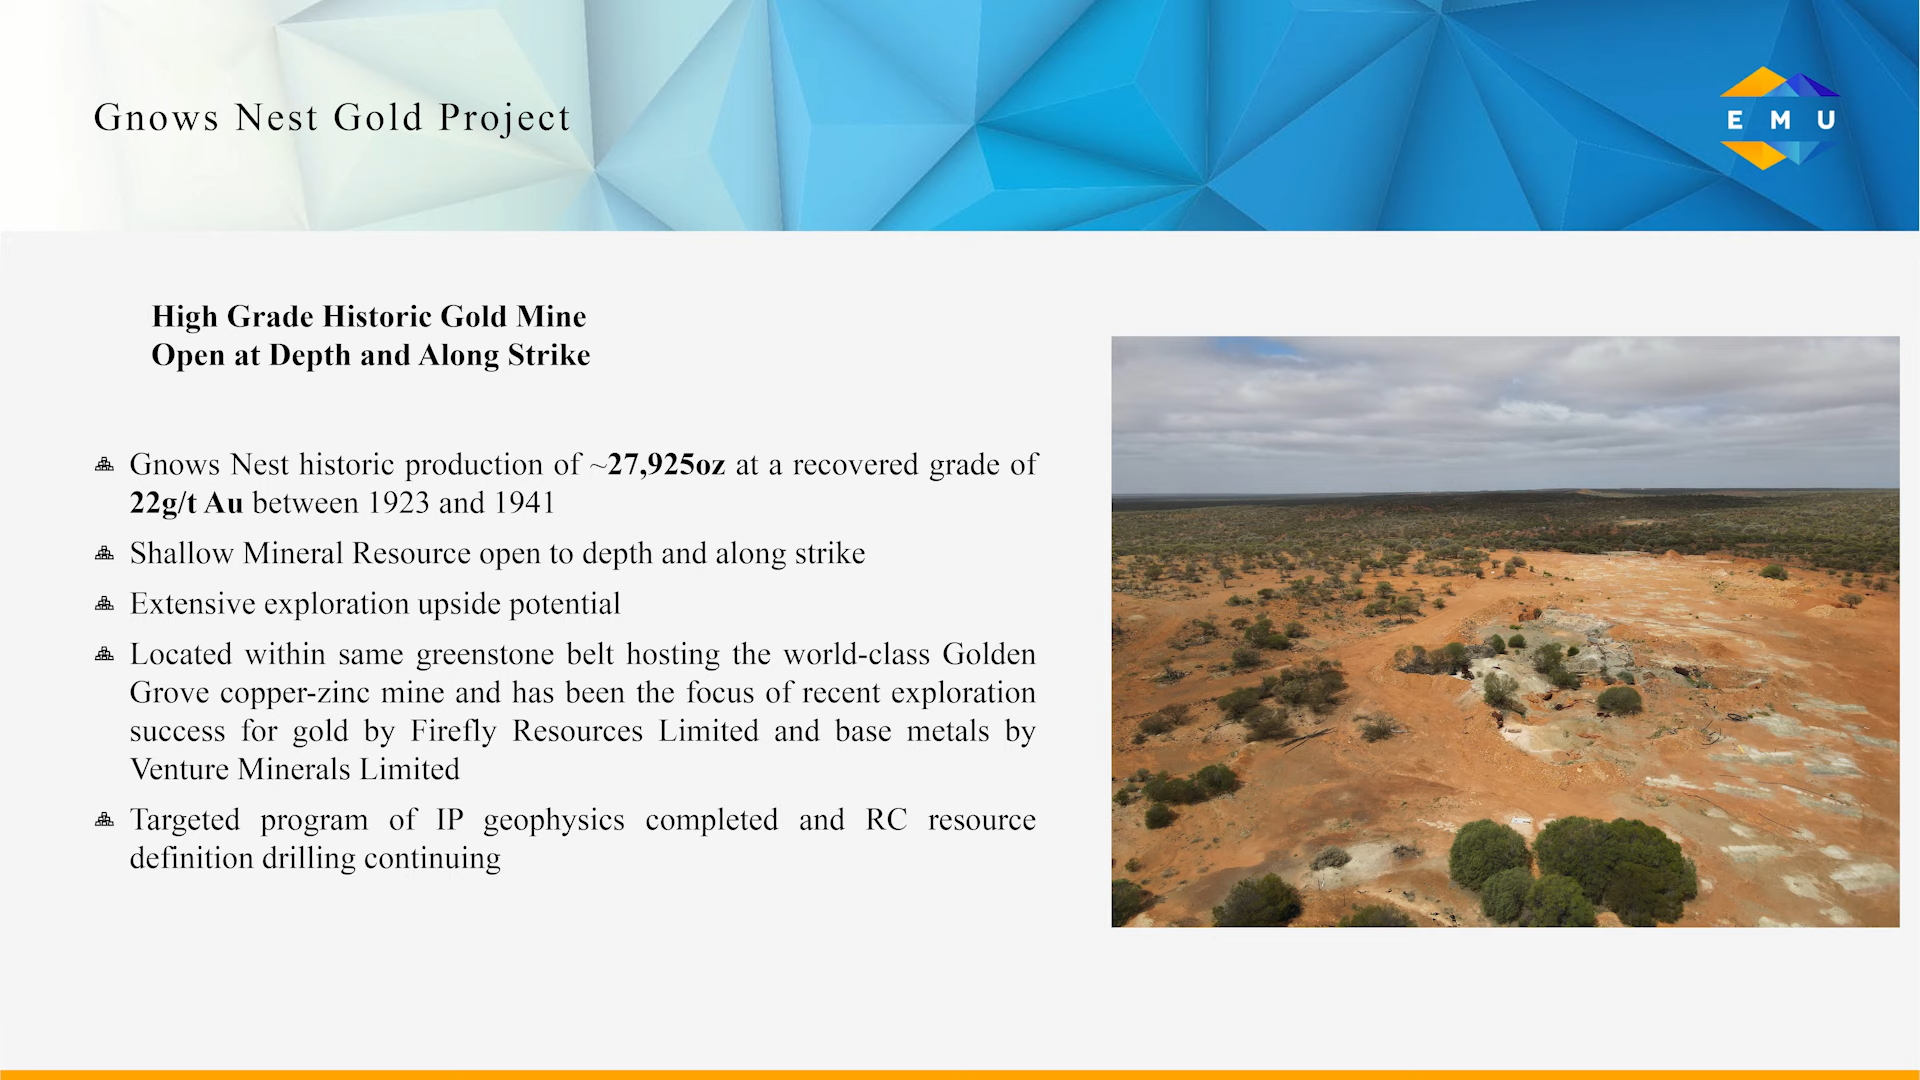 Gnows Nest Gold Project
E M U
High Grade Historic Gold Mine
Open at Depth and Along Strike
Gnows Nest historic production of ~27,925oz at a recovered grade of
22g/t Au between 1923 and 1941
Shallow Mineral Resource open to depth and along strike
Extensive exploration upside potential
Located within same greenstone belt hosting the world-class Golden
Grove copper-zinc mine and has been the focus of recent exploration
success for gold by Firefly Resources Limited and base metals by
Venture Minerals Limited
Targeted program of IP geophysics completed and RC resource
definition drilling continuing